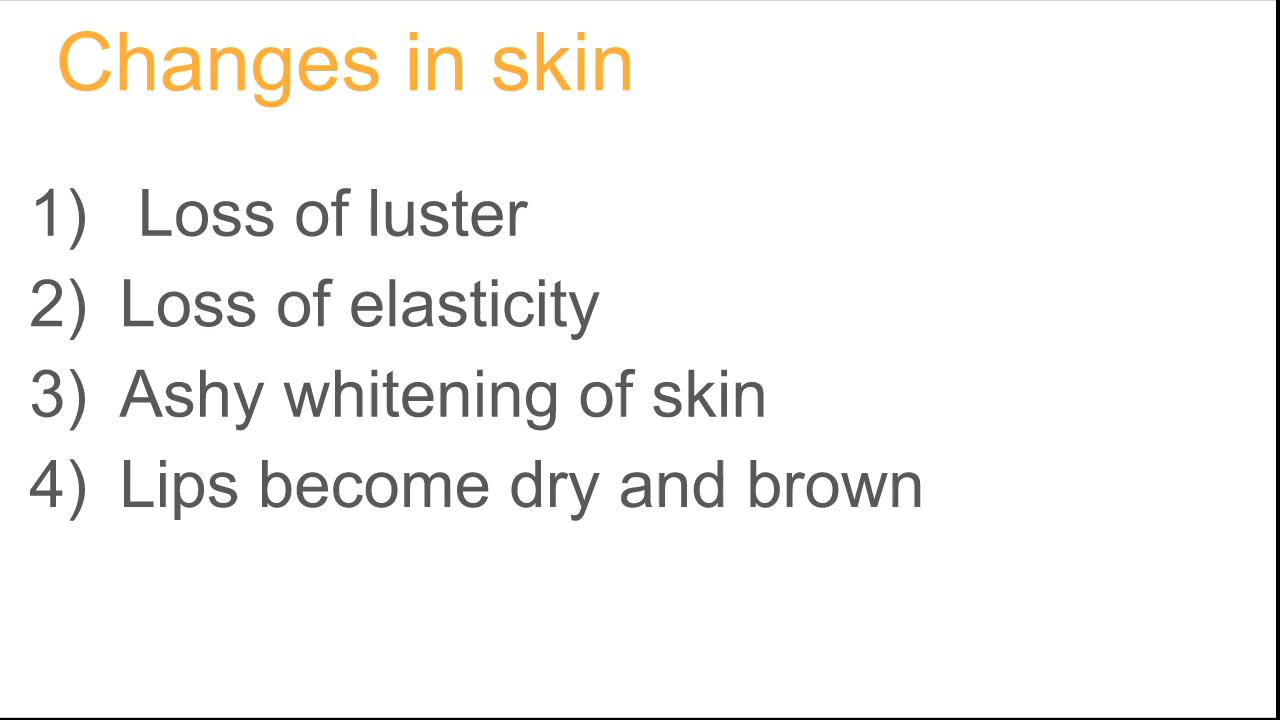 Changes in skin
1) Loss of luster
2) Loss of elasticity
3) Ashy whitening of skin
4) Lips become dry and brown